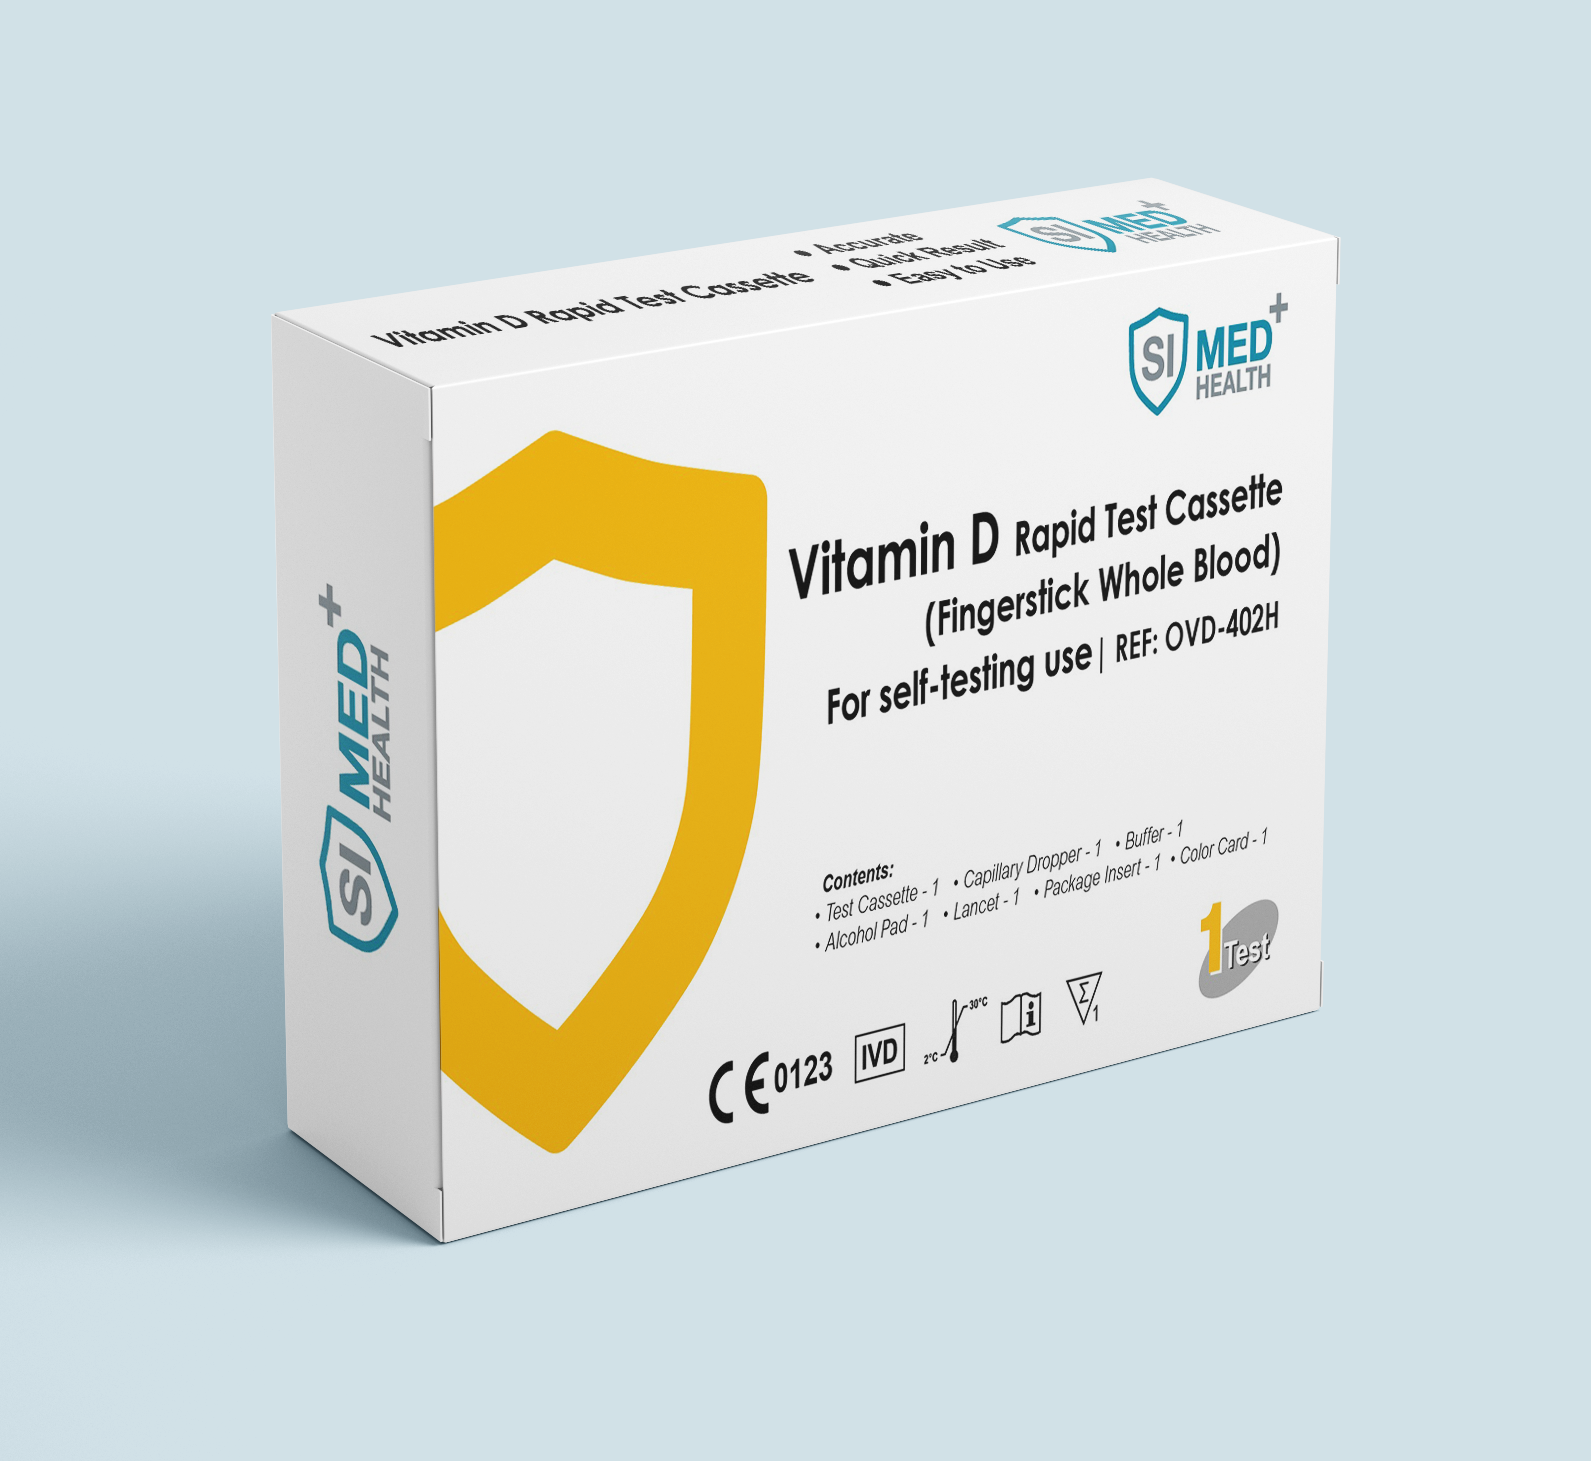 Vitamin D Rapid Test Cassette
• Accurate
• Quick Result
• Easy to Use
SI MED+
HEALTH
SI MED+
HEALTH
SI MED+
HEALTH
Vitamin D Rapid Test Cassette
(Fingerstick Whole Blood)
For self-testing use | REF: OVD-402H
Contents:
• Test Cassette - 1 • Capillary Dropper - 1 • Buffer - 1
• Alcohol Pad - 1 • Lancet - 1 • Package Insert - 1 • Color Card - 1
1 Test
CE 0123 IVD 2°C 30°C i Σ 1